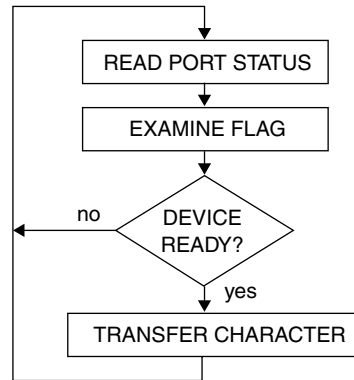 READ PORT STATUS
EXAMINE FLAG
DEVICE
READY?
no
yes
TRANSFER CHARACTER